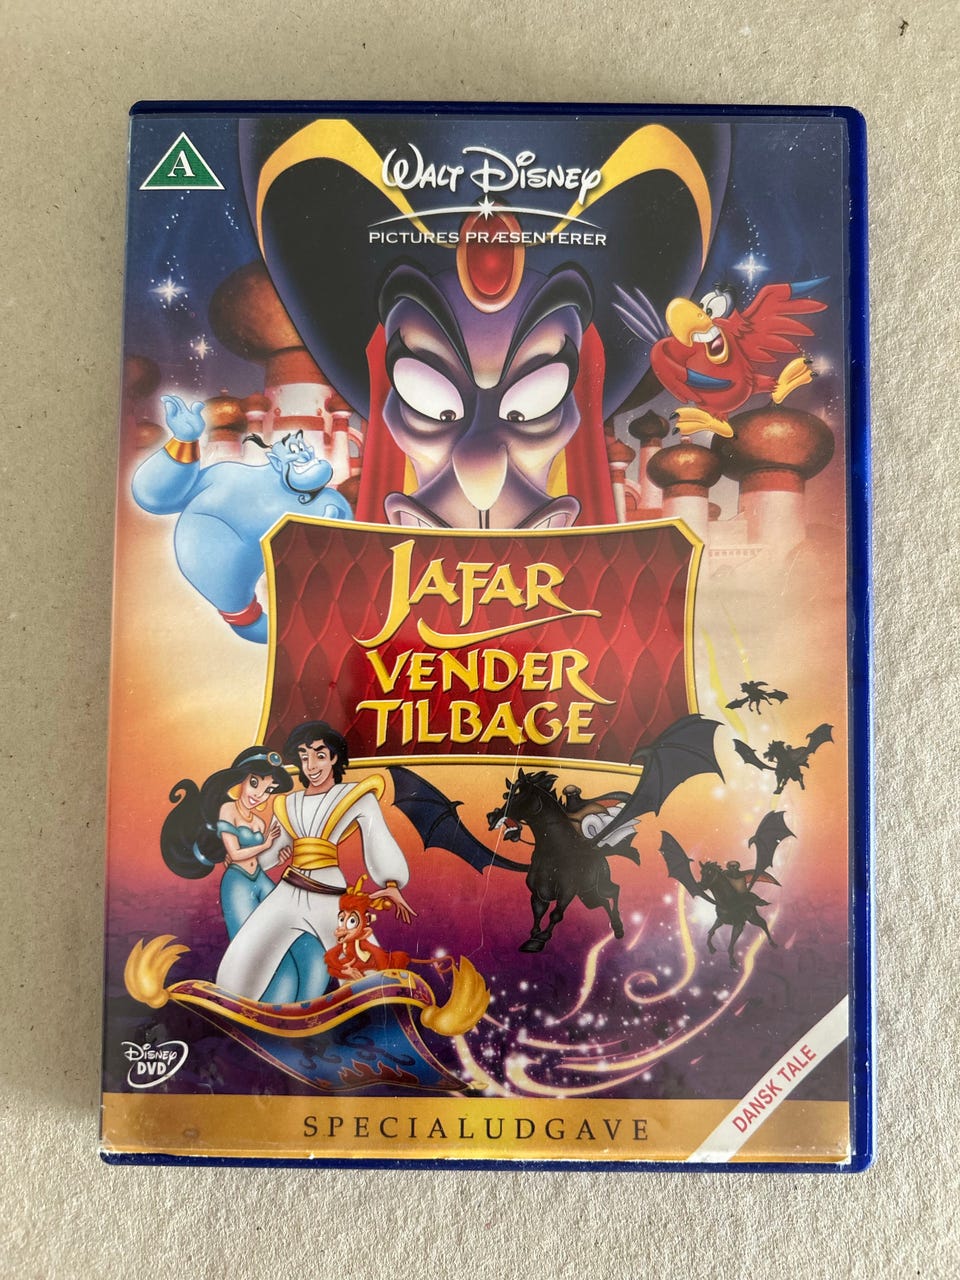 A
WALT DISNEY
PICTURES PRÆSENTERER
JAFAR
VENDER
TILBAGE
DISNEY
DVD
DANSK TALE
SPECIALUDGAVE